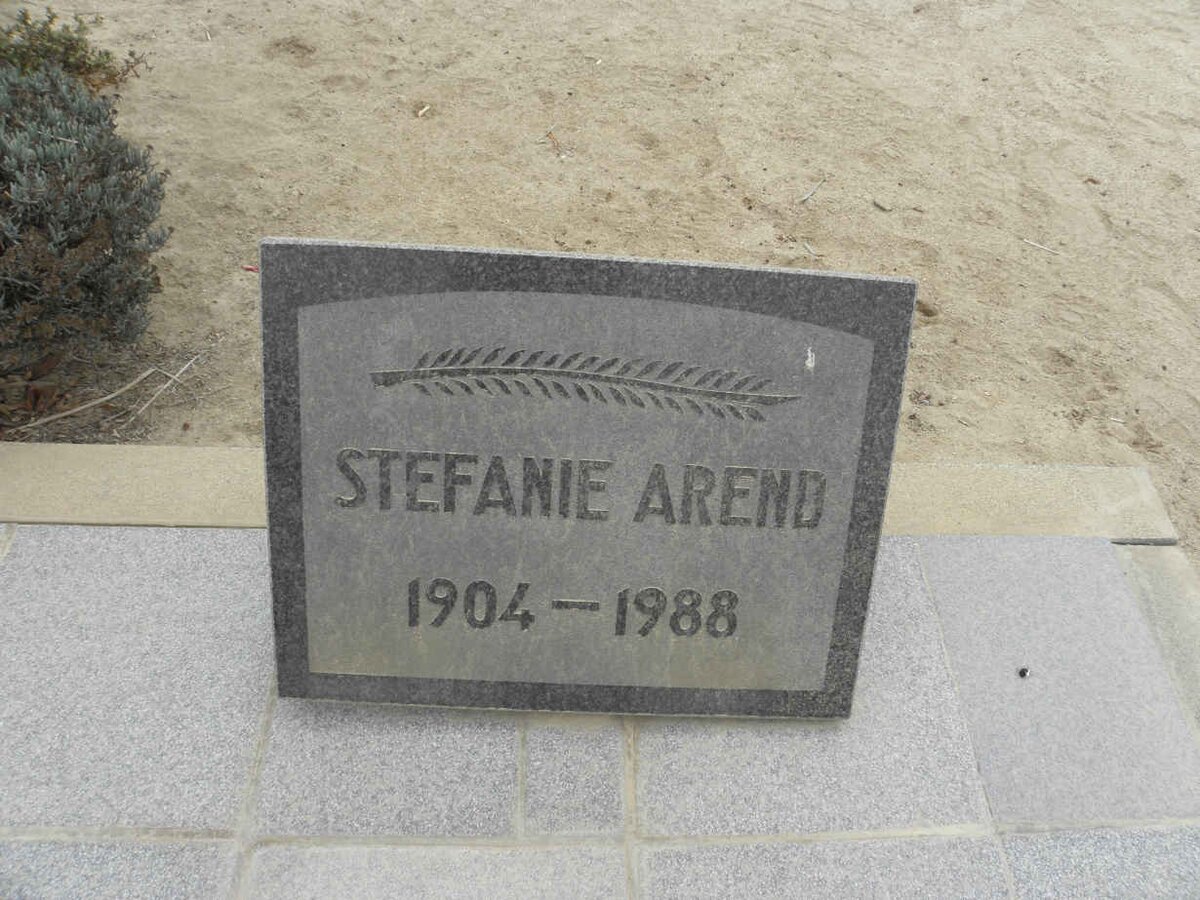 STEFANIE AREND
1904 — 1988